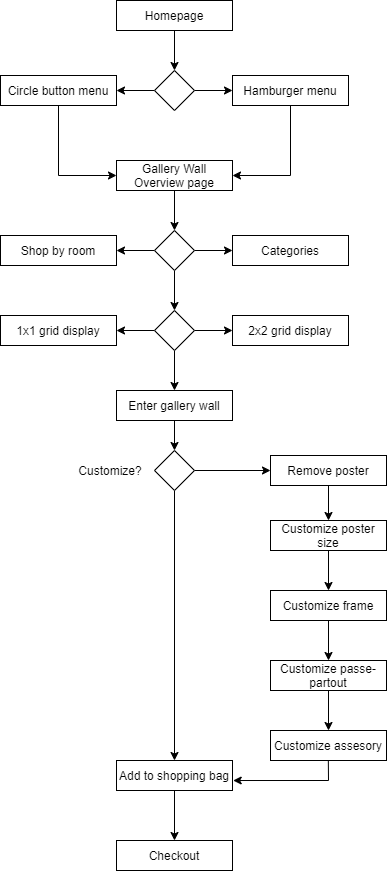 Homepage
Circle button menu
Hamburger menu
Gallery Wall
Overview page
Shop by room
Categories
1x1 grid display
2x2 grid display
Enter gallery wall
Customize?
Remove poster
Customize poster
size
Customize frame
Customize passe-
partout
Customize assesory
Add to shopping bag
Checkout